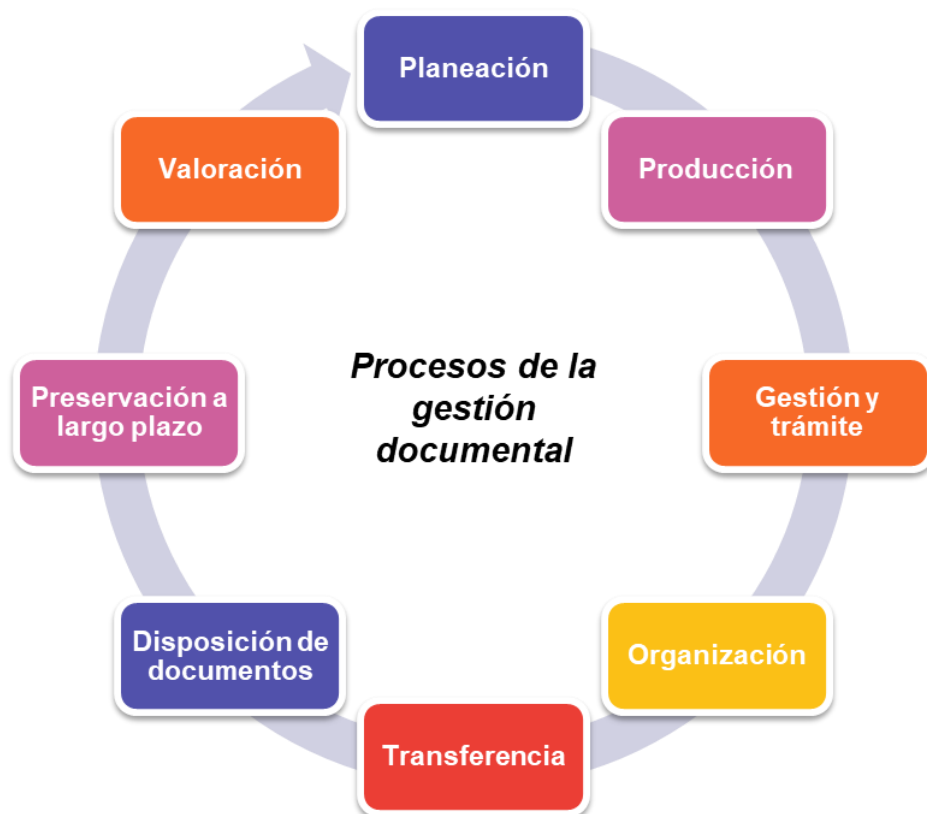 Planeación
Producción
Gestión y
trámite
Organización
Transferencia
Disposición de
documentos
Preservación a
largo plazo
Valoración
Procesos de la
gestión
documental